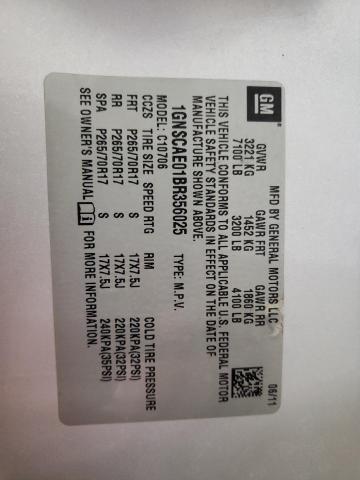 GM
MFD BY GENERAL MOTORS LLC
06/11
GVWR GAWR FRT GAWR RR
3221 KG 1452 KG 1860 KG
7100 LB 3200 LB 4100 LB
THIS VEHICLE CONFORMS TO ALL APPLICABLE U.S. FEDERAL MOTOR
VEHICLE SAFETY STANDARDS IN EFFECT ON THE DATE OF
MANUFACTURE SHOWN ABOVE.
1GNSCAE01BR356025 TYPE: M.P.V.
MODEL: C10706
CCZS TIRE SIZE SPEED RTG RIM COLD TIRE PRESSURE
FRT P265/70R17 S 17X7.5J 220KPA(32PSI)
RR P265/70R17 S 17X7.5J 220KPA(32PSI)
SPA P265/70R17 S 17X7.5J 240KPA(35PSI)
SEE OWNER'S MANUAL FOR MORE INFORMATION.